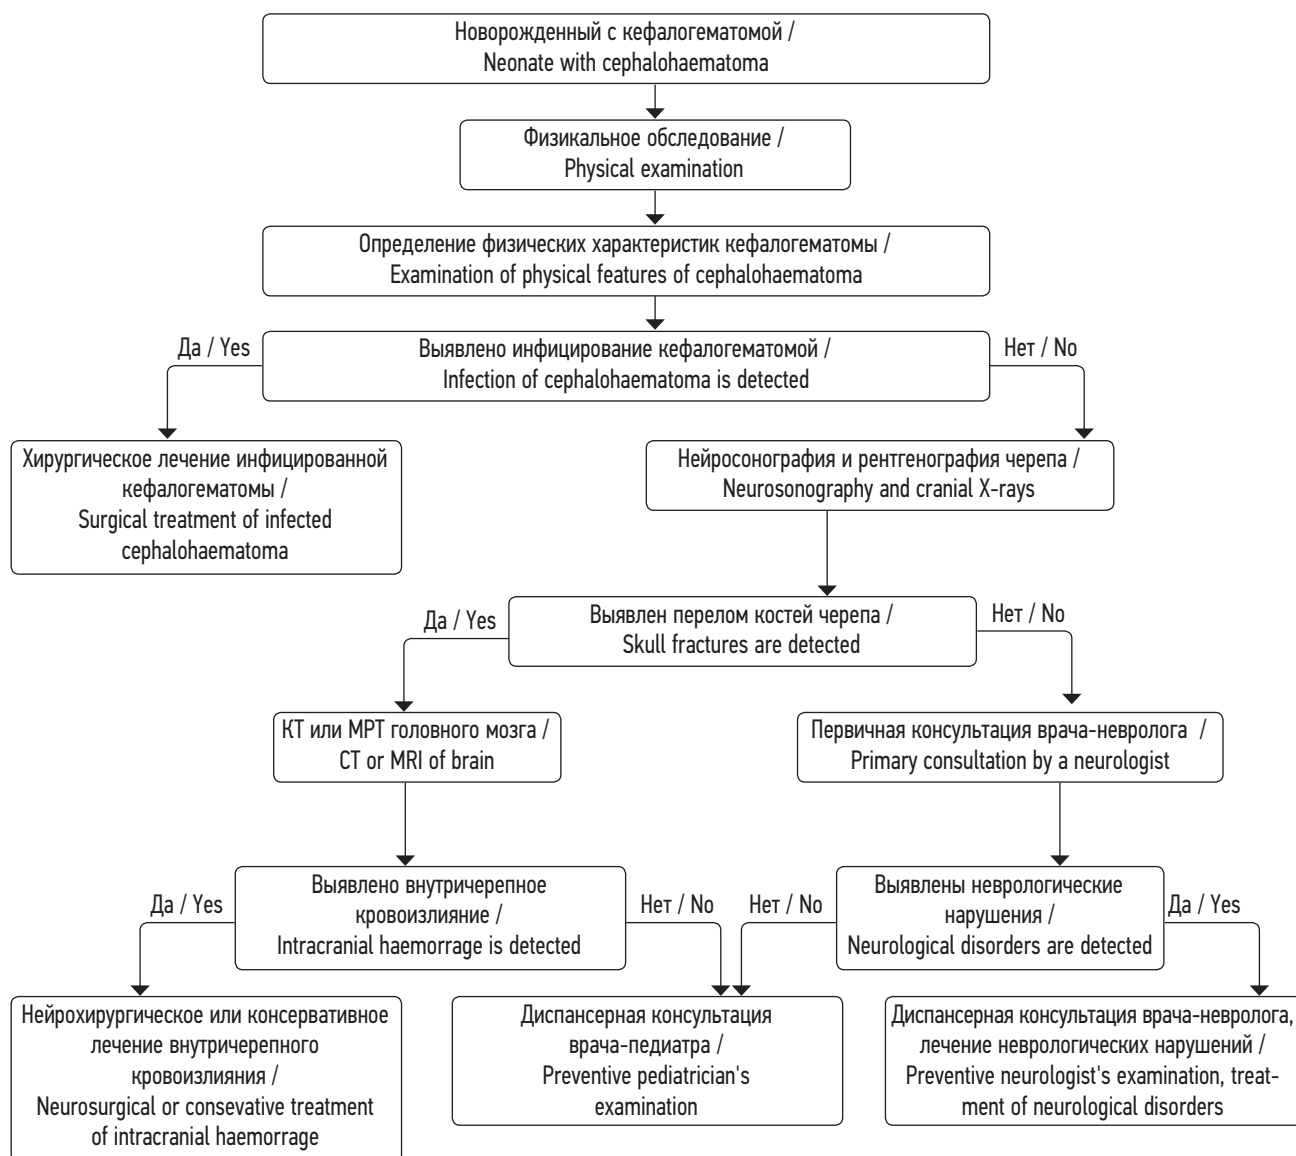 Новорожденный с кефалогематомой /
Neonate with cephalohaematoma
Физикальное обследование /
Physical examination
Определение физических характеристик кефалогематомы /
Examination of physical features of cephalohaematoma
Да / Yes
Выявлено инфицирование кефалогематомой /
Infection of cephalohaematoma is detected
Нет / No
Хирургическое лечение инфицированной
кефалогематомы /
Surgical treatment of infected
cephalohaematoma
Нейросонография и рентгенография черепа /
Neurosonography and cranial X-rays
Да / Yes
Выявлен перелом костей черепа /
Skull fractures are detected
Нет / No
КТ или МРТ головного мозга /
CT or MRI of brain
Первичная консультация врача-невролога /
Primary consultation by a neurologist
Да / Yes
Выявлено внутричерепное
кровоизлияние /
Intracranial haemorrage is detected
Нет / No
Нет / No
Выявлены неврологические
нарушения /
Neurological disorders are detected
Да / Yes
Нейрохирургическое или консервативное
лечение внутричерепного
кровоизлияния /
Neurosurgical or consevative treatment
of intracranial haemorrage
Диспансерная консультация
врача-педиатра /
Preventive pediatrician's
examination
Диспансерная консультация врача-невролога,
лечение неврологических нарушений /
Preventive neurologist's examination, treat-
ment of neurological disorders